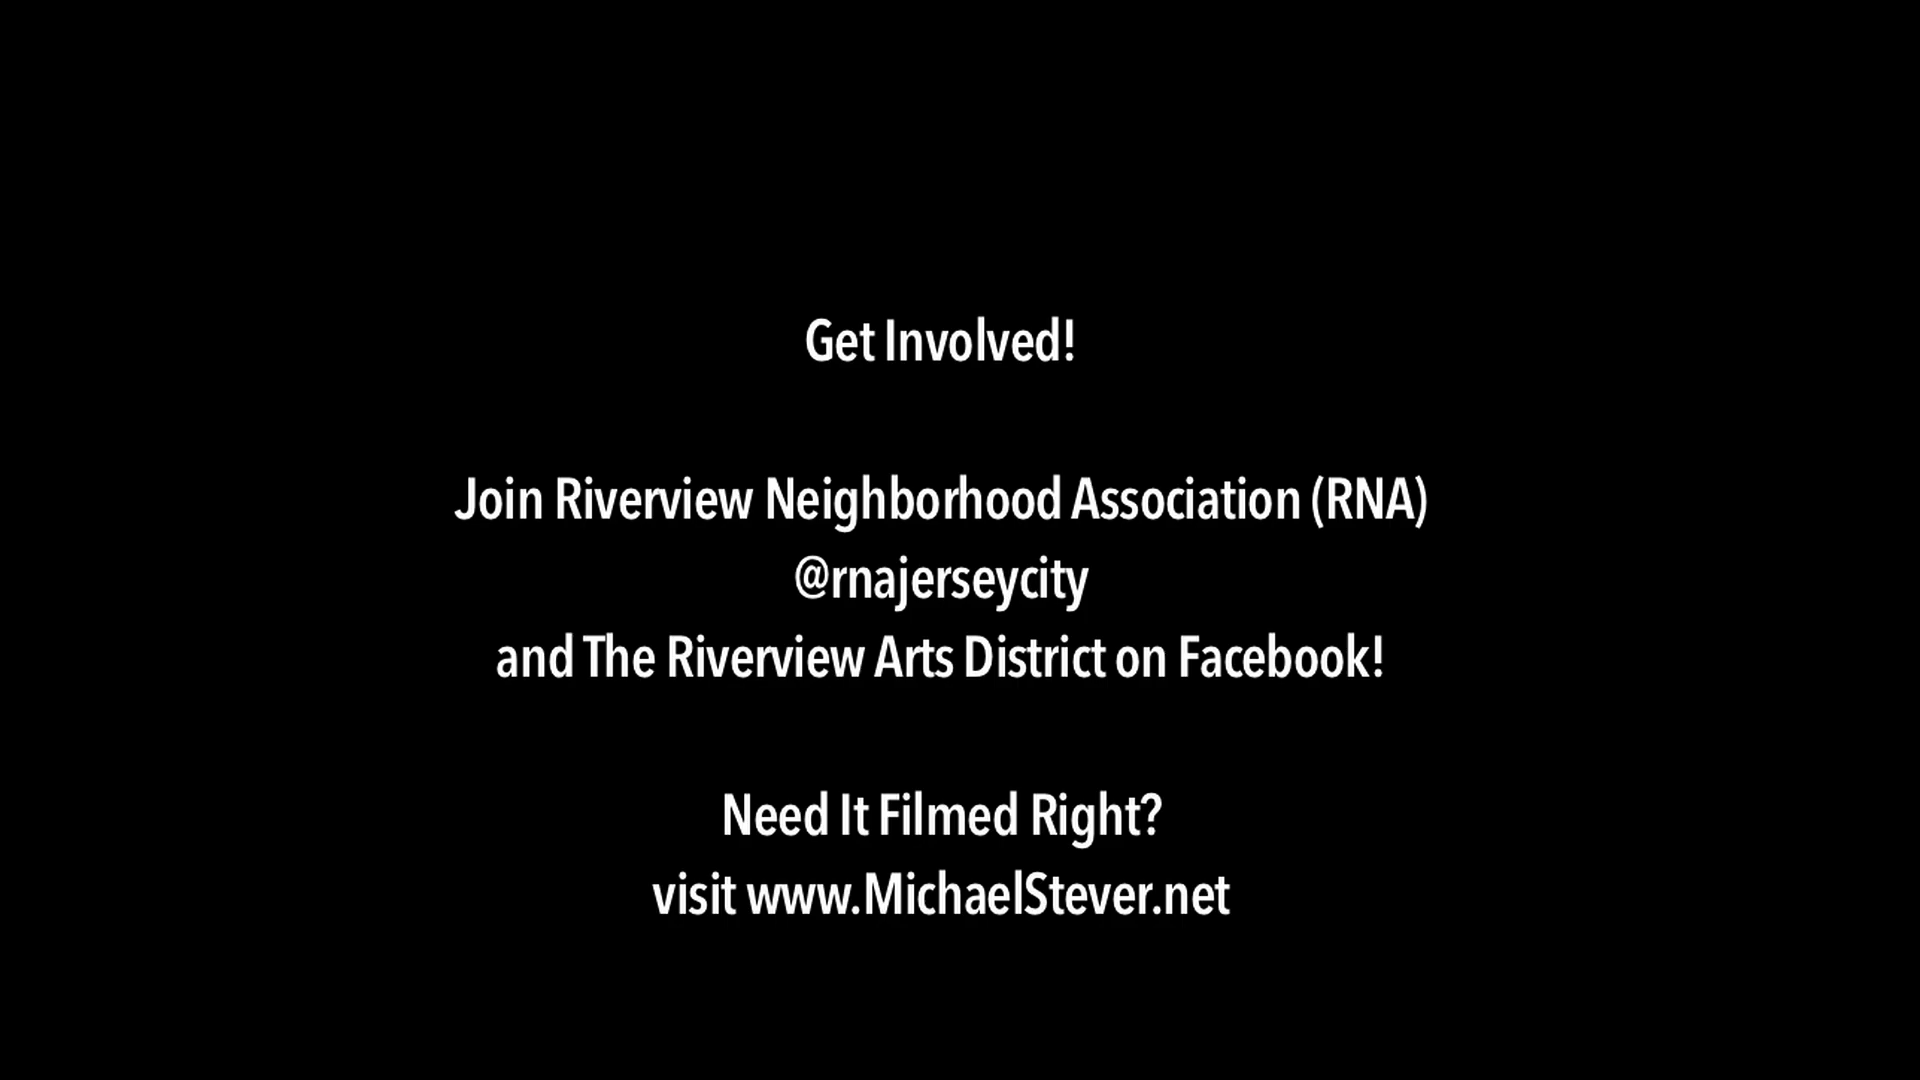 Get Involved!
Join Riverview Neighborhood Association (RNA)
@rnajerseycity
and The Riverview Arts District on Facebook!
Need It Filmed Right?
visit www.MichaelStever.net